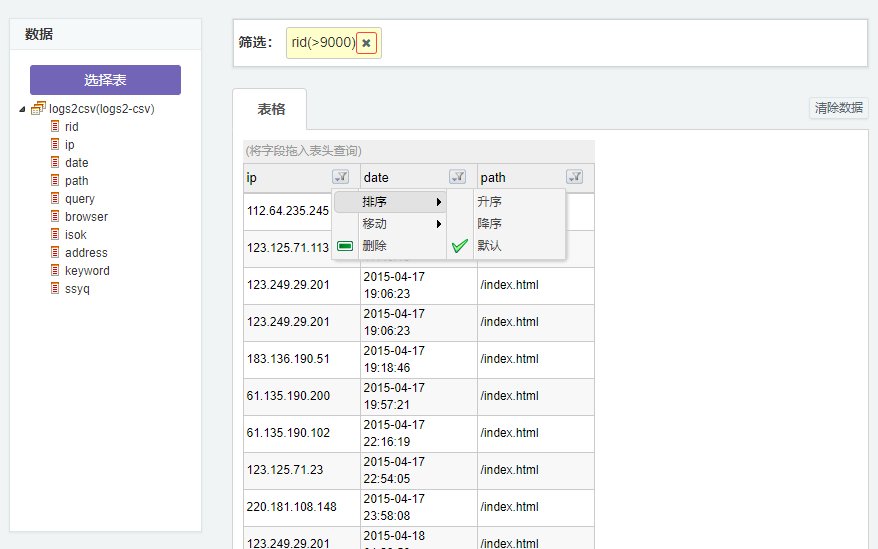 数据
选择表
logs2csv(logs2-csv)
rid
ip
date
path
query
browser
isok
address
keyword
ssyq
筛选: rid(>9000)
表格
清除数据
(将字段拖入表头查询)
ip date path
排序
移动
删除
升序
降序
默认
112.64.235.245
123.125.71.113
123.249.29.201 2015-04-17 19:06:23 /index.html
123.249.29.201 2015-04-17 19:06:23 /index.html
183.136.190.51 2015-04-17 19:18:46 /index.html
61.135.190.200 2015-04-17 19:57:21 /index.html
61.135.190.102 2015-04-17 22:16:19 /index.html
123.125.71.23 2015-04-17 22:54:05 /index.html
220.181.108.148 2015-04-17 23:58:08 /index.html
123.249.29.201 2015-04-18 /index.html